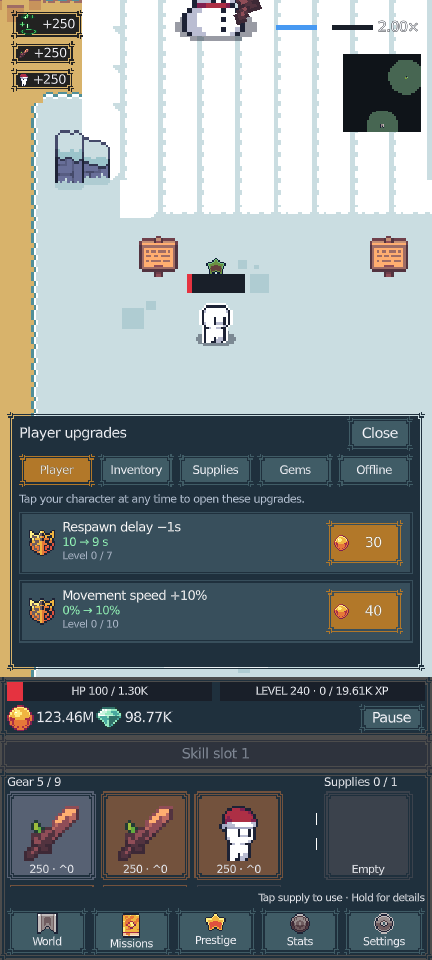 +250
2.00×
+250
+250
Player upgrades
Close
Player
Inventory
Supplies
Gems
Offline
Tap your character at any time to open these upgrades.
Respawn delay −1s
10 → 9 s
Level 0 / 7
30
Movement speed +10%
0% → 10%
Level 0 / 10
40
HP 100 / 1.30K
LEVEL 240 · 0 / 19.61K XP
123.46M
98.77K
Pause
Skill slot 1
Gear 5 / 9
Supplies 0 / 1
250 · ^0
250 · ^0
250 · ^0
Empty
Tap supply to use · Hold for details
World
Missions
Prestige
Stats
Settings